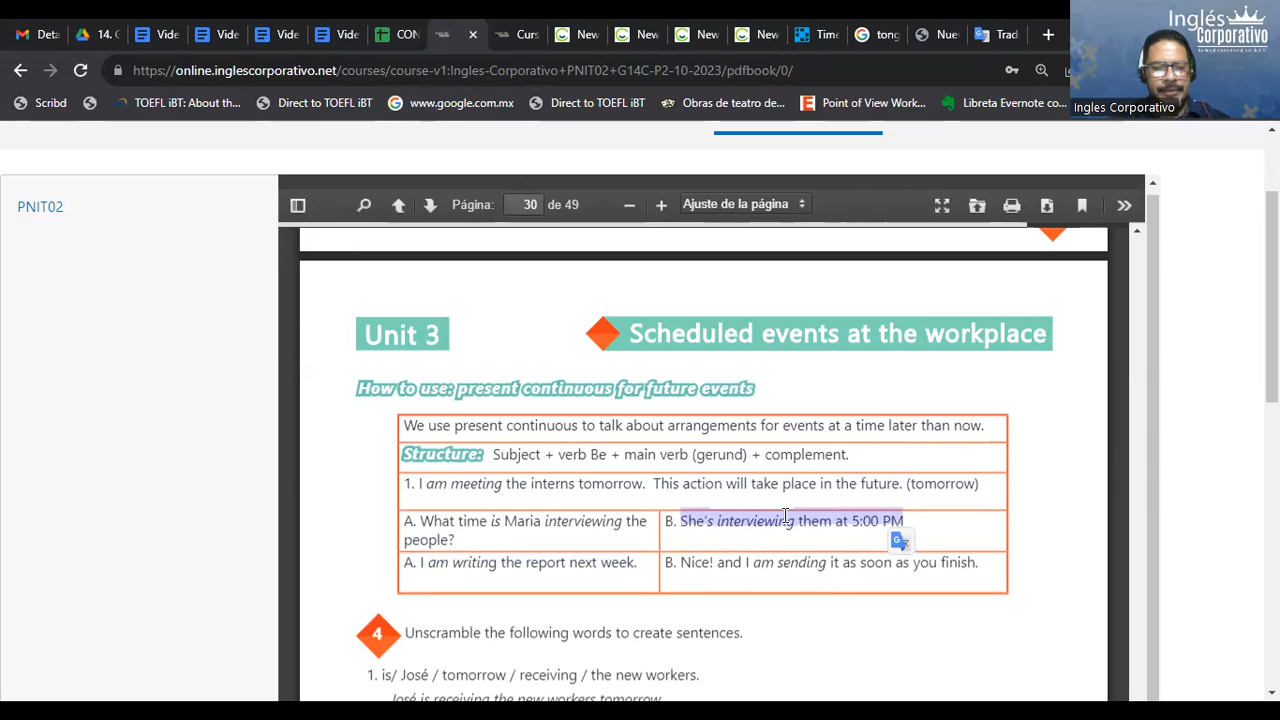 Deta
14. C
Vide
Vide
Vide
Vide
CON
Curs
New
New
New
New
Time
tong
Nue
Trad
Inglés
Corporativo
https://online.inglescorporativo.net/courses/course-v1:Ingles-Corporativo+PNIT02+G14C-P2-10-2023/pdfbook/0/
Ingles Corporativo
Scribd
TOEFL iBT: About th...
Direct to TOEFL iBT
www.google.com.mx
Direct to TOEFL iBT
Obras de teatro de...
Point of View Work...
Libreta Evernote co...
PNIT02
Página: 30 de 49
Ajuste de la página
Unit 3
Scheduled events at the workplace
How to use: present continuous for future events
We use present continuous to talk about arrangements for events at a time later than now.
Structure: Subject + verb Be + main verb (gerund) + complement.
1. I am meeting the interns tomorrow. This action will take place in the future. (tomorrow)
A. What time is Maria interviewing the
people?
B. She's interviewing them at 5:00 PM
A. I am writing the report next week.
B. Nice! and I am sending it as soon as you finish.
4 Unscramble the following words to create sentences.
1. is/ José / tomorrow / receiving / the new workers.
José is receiving the new workers tomorrow